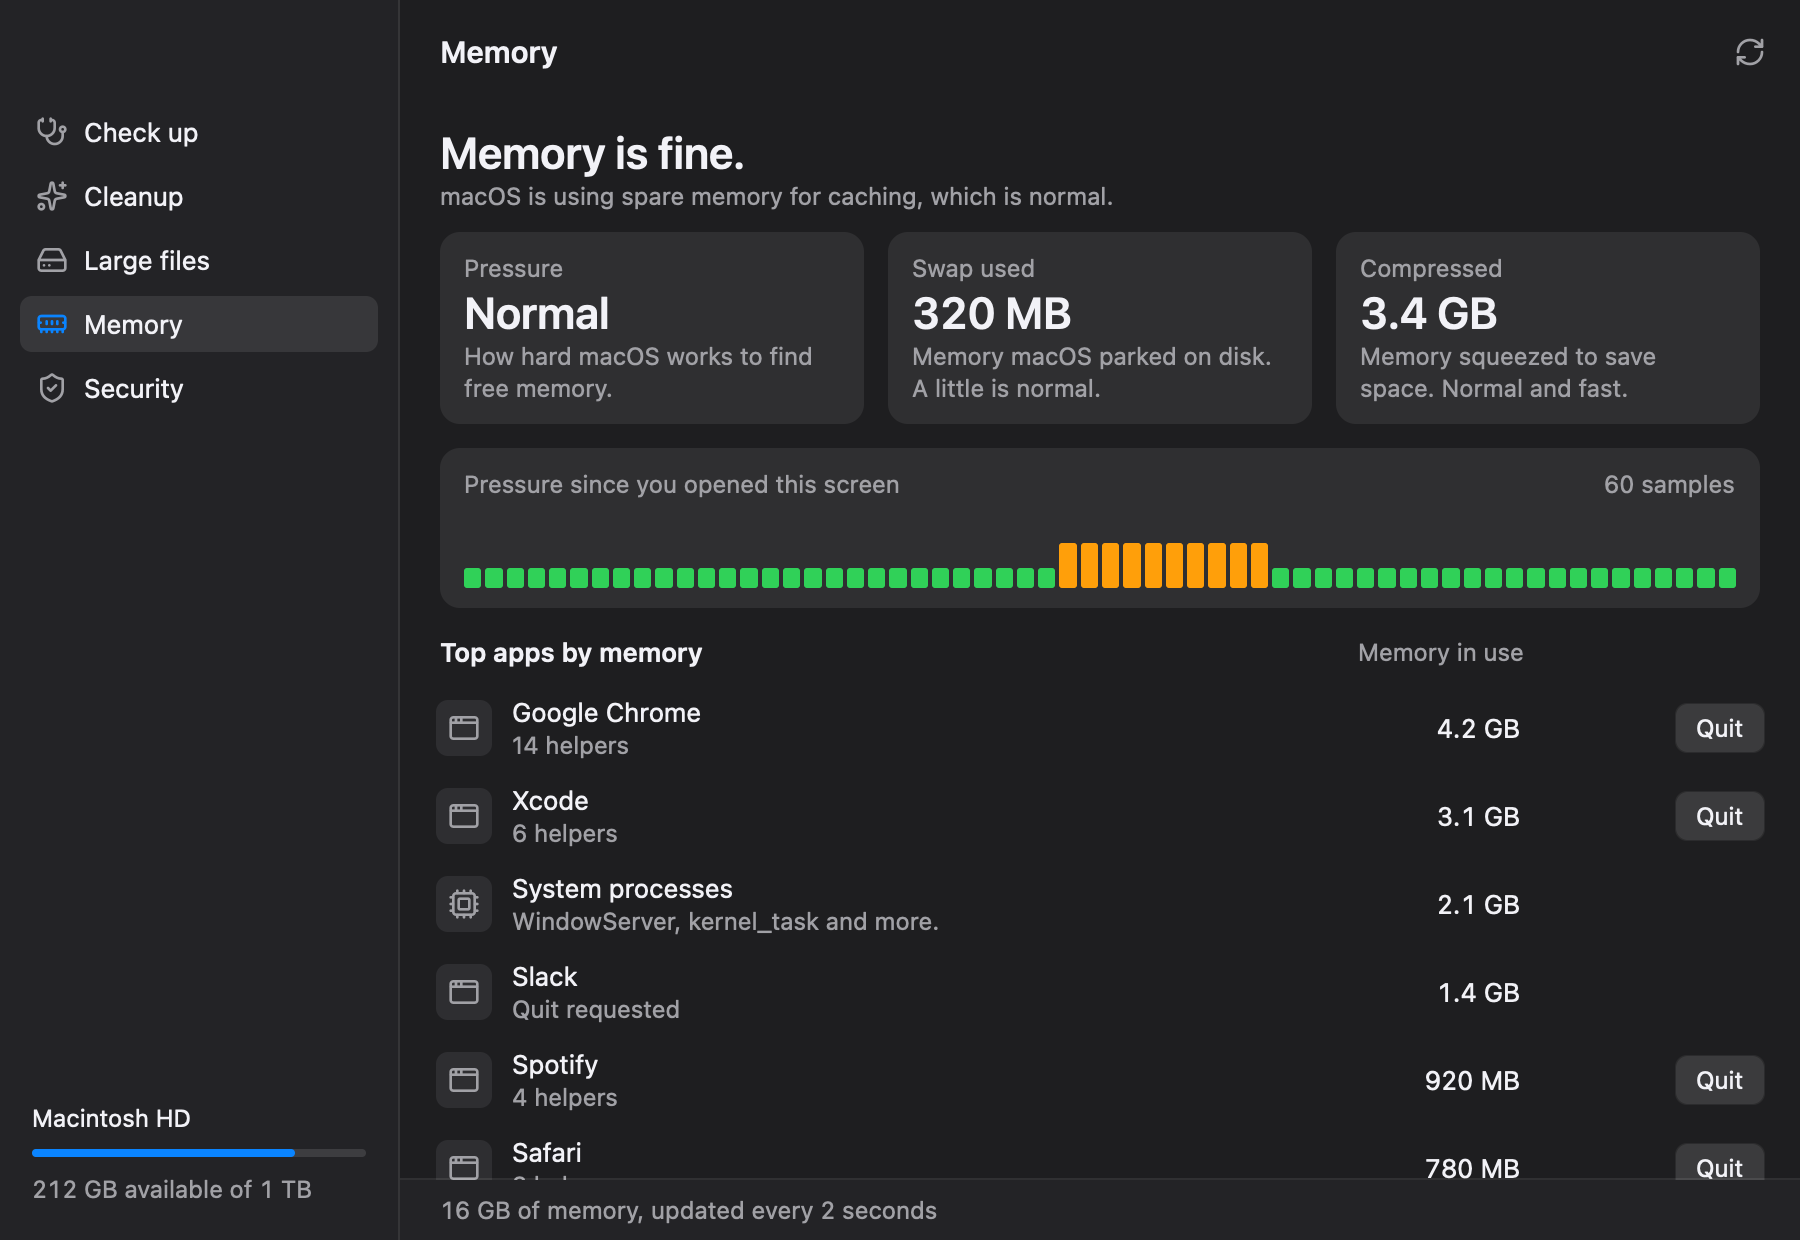 Memory
Check up
Cleanup
Large files
Memory
Security
Macintosh HD
212 GB available of 1 TB
Memory is fine.
macOS is using spare memory for caching, which is normal.
Pressure
Normal
How hard macOS works to find
free memory.
Swap used
320 MB
Memory macOS parked on disk.
A little is normal.
Compressed
3.4 GB
Memory squeezed to save
space. Normal and fast.
Pressure since you opened this screen
60 samples
Top apps by memory
Memory in use
Google Chrome
14 helpers
4.2 GB
Quit
Xcode
6 helpers
3.1 GB
Quit
System processes
WindowServer, kernel_task and more.
2.1 GB
Slack
Quit requested
1.4 GB
Spotify
4 helpers
920 MB
Quit
Safari
780 MB
Quit
16 GB of memory, updated every 2 seconds